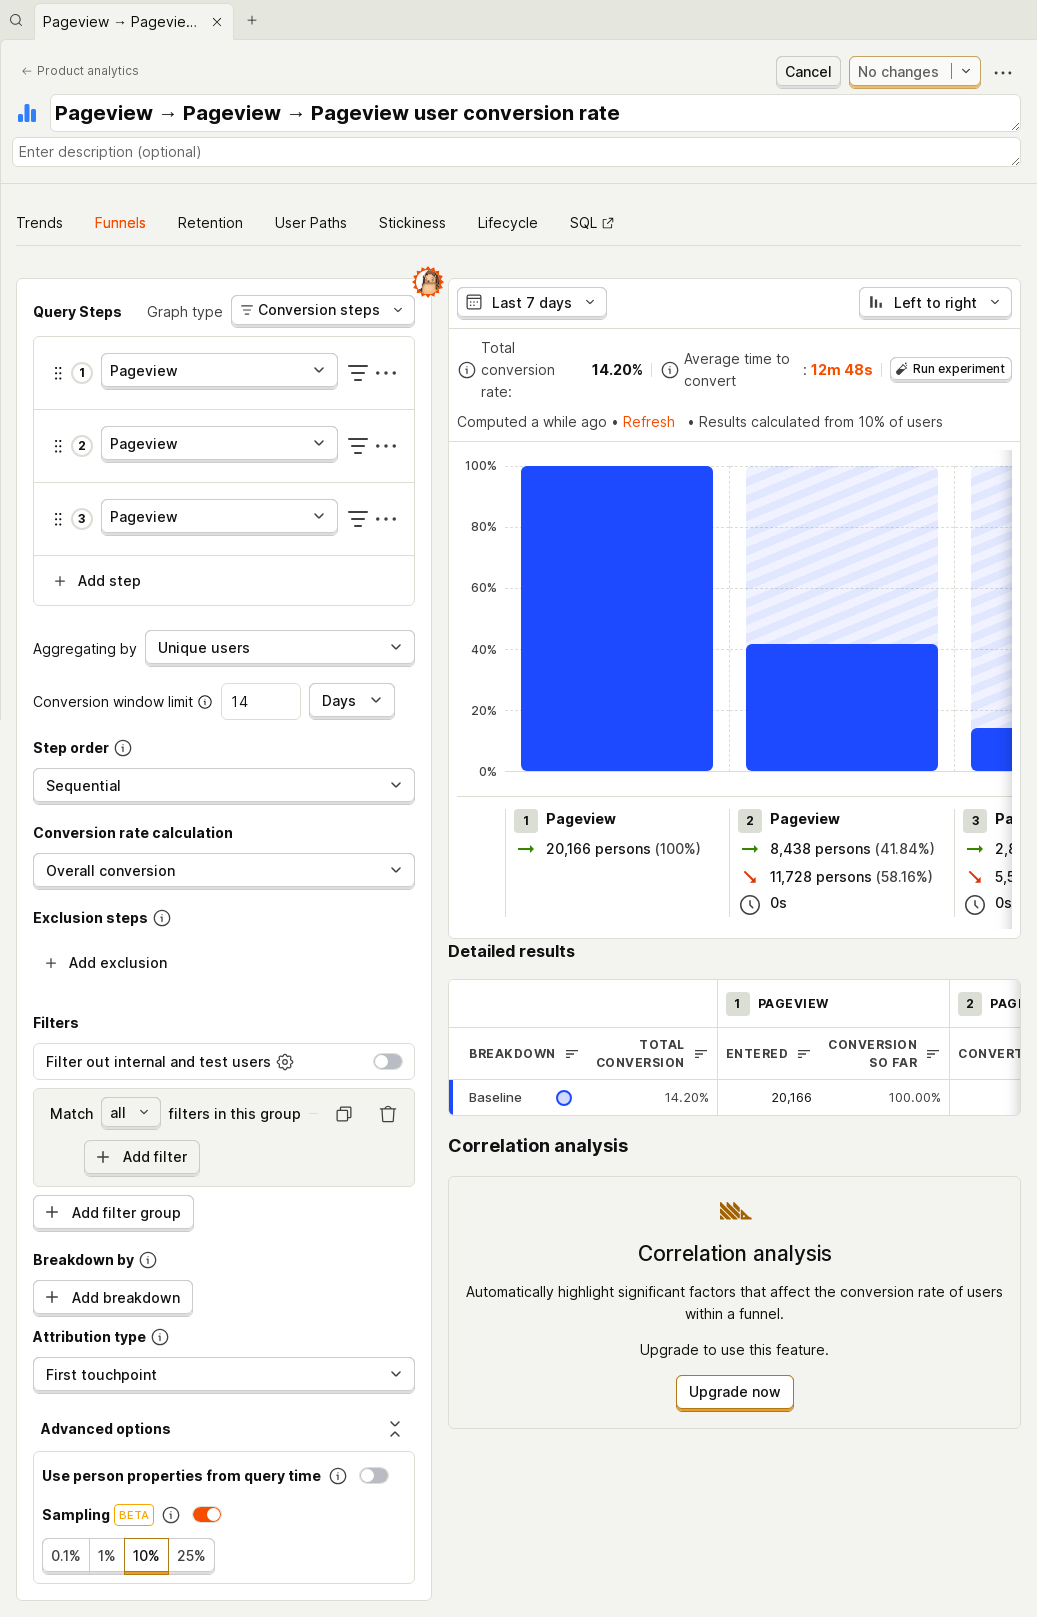 Pageview → Pagevie...
Product analytics
Cancel
No changes
Pageview → Pageview → Pageview user conversion rate
Enter description (optional)
Trends
Funnels
Retention
User Paths
Stickiness
Lifecycle
SQL
Query Steps
Graph type
Conversion steps
1
Pageview
2
Pageview
3
Pageview
Add step
Aggregating by
Unique users
Conversion window limit
14
Days
Step order
Sequential
Conversion rate calculation
Overall conversion
Exclusion steps
Add exclusion
Filters
Filter out internal and test users
Match
all
filters in this group
Add filter
Add filter group
Breakdown by
Add breakdown
Attribution type
First touchpoint
Advanced options
Use person properties from query time
Sampling
BETA
0.1%
1%
10%
25%
Last 7 days
Left to right
Total
conversion
rate:
14.20%
Average time to
convert
: 12m 48s
Run experiment
Computed a while ago • Refresh • Results calculated from 10% of users
100%
80%
60%
40%
20%
0%
1 Pageview
20,166 persons (100%)
2 Pageview
8,438 persons (41.84%)
11,728 persons (58.16%)
0s
3 Pa
2,8
5,5
0s
Detailed results
1 PAGEVIEW
2 PAGE
BREAKDOWN
TOTAL
CONVERSION
ENTERED
CONVERSION
SO FAR
CONVERT
Baseline
14.20%
20,166
100.00%
Correlation analysis
Correlation analysis
Automatically highlight significant factors that affect the conversion rate of users
within a funnel.
Upgrade to use this feature.
Upgrade now